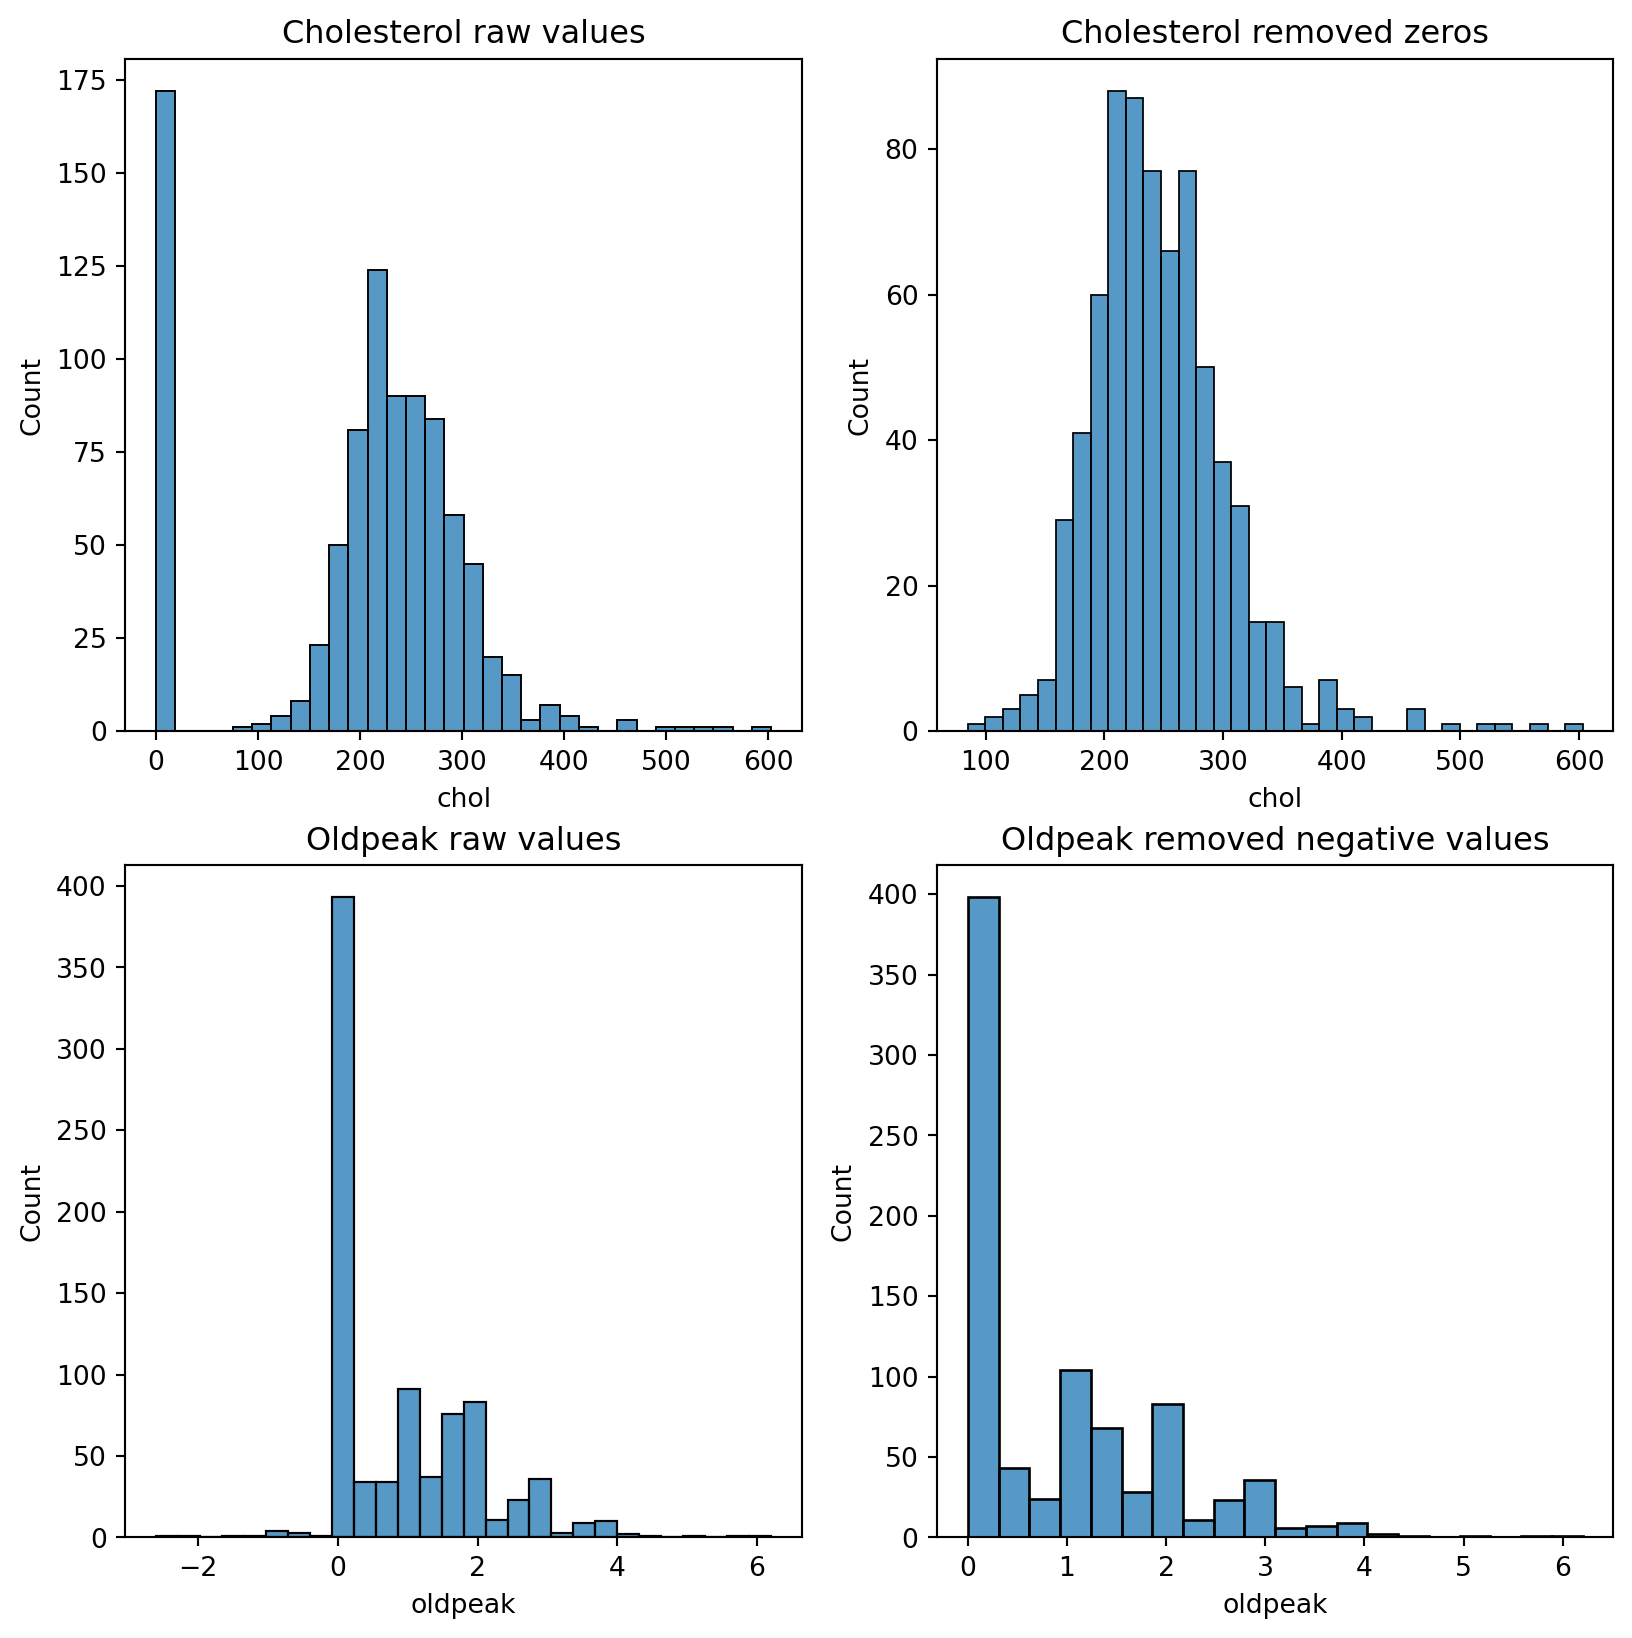 Cholesterol raw values
175
150
125
100
75
50
25
0
Count
0 100 200 300 400 500 600
chol
Cholesterol removed zeros
80
60
40
20
0
Count
100 200 300 400 500 600
chol
Oldpeak raw values
400
350
300
250
200
150
100
50
0
Count
−2 0 2 4 6
oldpeak
Oldpeak removed negative values
400
350
300
250
200
150
100
50
0
Count
0 1 2 3 4 5 6
oldpeak